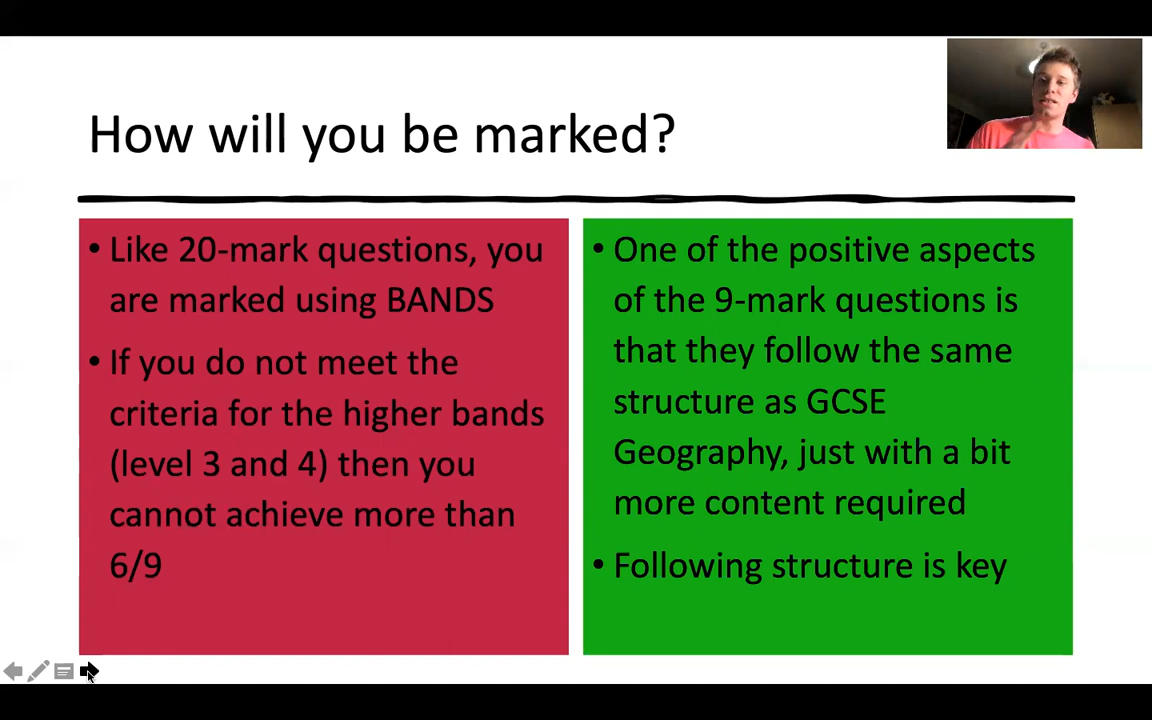 How will you be marked?
• Like 20-mark questions, you
are marked using BANDS
• If you do not meet the
criteria for the higher bands
(level 3 and 4) then you
cannot achieve more than
6/9
• One of the positive aspects
of the 9-mark questions is
that they follow the same
structure as GCSE
Geography, just with a bit
more content required
• Following structure is key